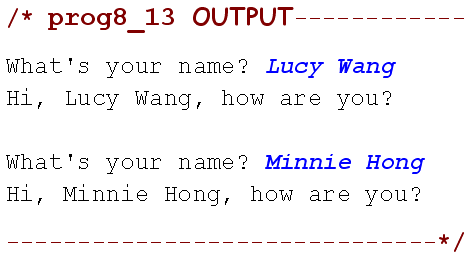 /* prog8_13 OUTPUT------------
What's your name? Lucy Wang
Hi, Lucy Wang, how are you?
What's your name? Minnie Hong
Hi, Minnie Hong, how are you?
------------------------------*/